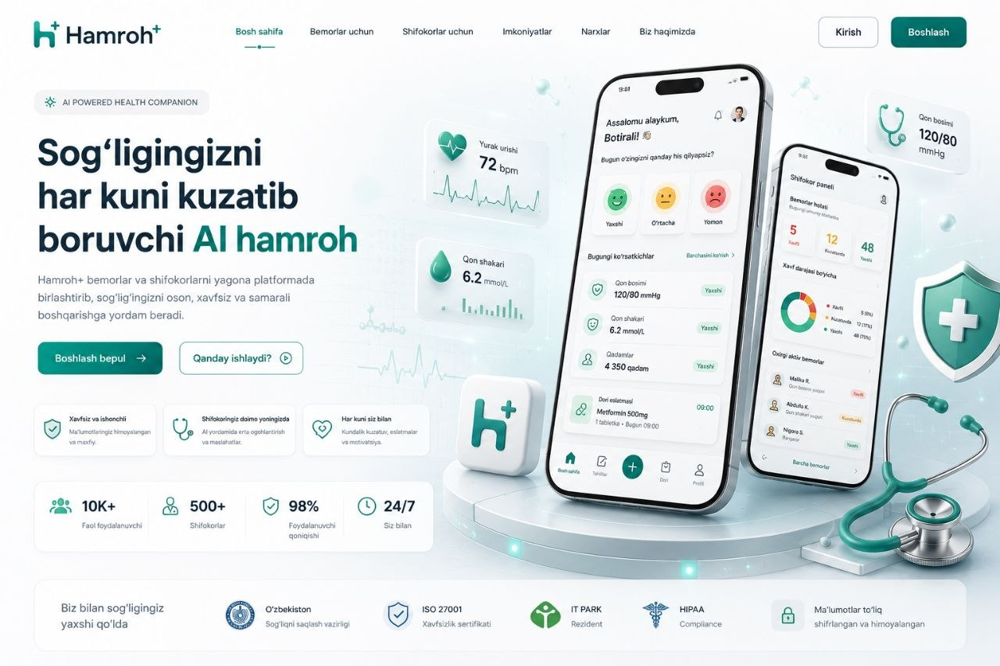 Hamroh+
Bosh sahifa
Bemorlar uchun
Shifokorlar uchun
Imkoniyatlar
Narxlar
Biz haqimizda
Kirish
Boshlash
AI POWERED HEALTH COMPANION
Sog‘ligingizni
har kuni kuzatib
boruvchi AI hamroh
Hamroh+ bemorlar va shifokorlarni yagona platformada
birlashtirib, sog‘lig‘ingizni oson, xavfsiz va samarali
boshqarishga yordam beradi.
Boshlash bepul
Qanday ishlaydi?
Xavfsiz va ishonchli
Ma'lumotlaringiz himoyalangan
va maxfiy.
Shifokoringiz doimo yoningizda
AI yordamida erta ogohlantirish
va maslahatlar.
Har kuni siz bilan
Kundalik kuzatuv, eslatmalar
va motivatsiya.
10K+
Faol foydalanuvchi
500+
Shifokorlar
98%
Foydalanuvchi
qoniqishi
24/7
Siz bilan
Yurak urishi
72 bpm
Qon shakari
6.2 mmol/L
h+
9:51
Assalomu alaykum,
Botirali! 👋
Bugun o‘zingizni qanday his qilyapsiz?
Yaxshi
O‘rtacha
Yomon
Bugungi ko‘rsatkichlar
Barchasini ko‘rish
Qon bosimi
120/80 mmHg
Yaxshi
Qon shakari
6.2 mmol/L
Yaxshi
Qadamlar
4 350 qadam
Yaxshi
Dori eslatmasi
Metformin 500mg
1 tabletka • Bugun 09:00
09:00
Bosh sahifa
Tahlillar
Dori
Profil
Qon bosimi
120/80
mmHg
9:51
Shifokor paneli
Bemorlar holati
Bugungi umumiy statistika
5
Xavfli
12
Kuzatuvda
48
Yaxshi
Xavf darajasi bo‘yicha
Xavfli 5 (8%)
Kuzatuvda 12 (17%)
Yaxshi 48 (75%)
Oxirgi aktiv bemorlar
Malika R.
Qon bosimi yuqori
Xavfli
Abdulla K.
Qon shakari yuqori
Kuzatuvda
Nigora S.
Barqaror
Yaxshi
Barcha bemorlar
Biz bilan sog‘ligingiz
yaxshi qo‘lda
O‘zbekiston
Sog‘liqni saqlash vazirligi
ISO 27001
Xavfsizlik sertifikati
IT PARK
Rezident
HIPAA
Compliance
Ma'lumotlar to‘liq
shifrlangan va himoyalangan